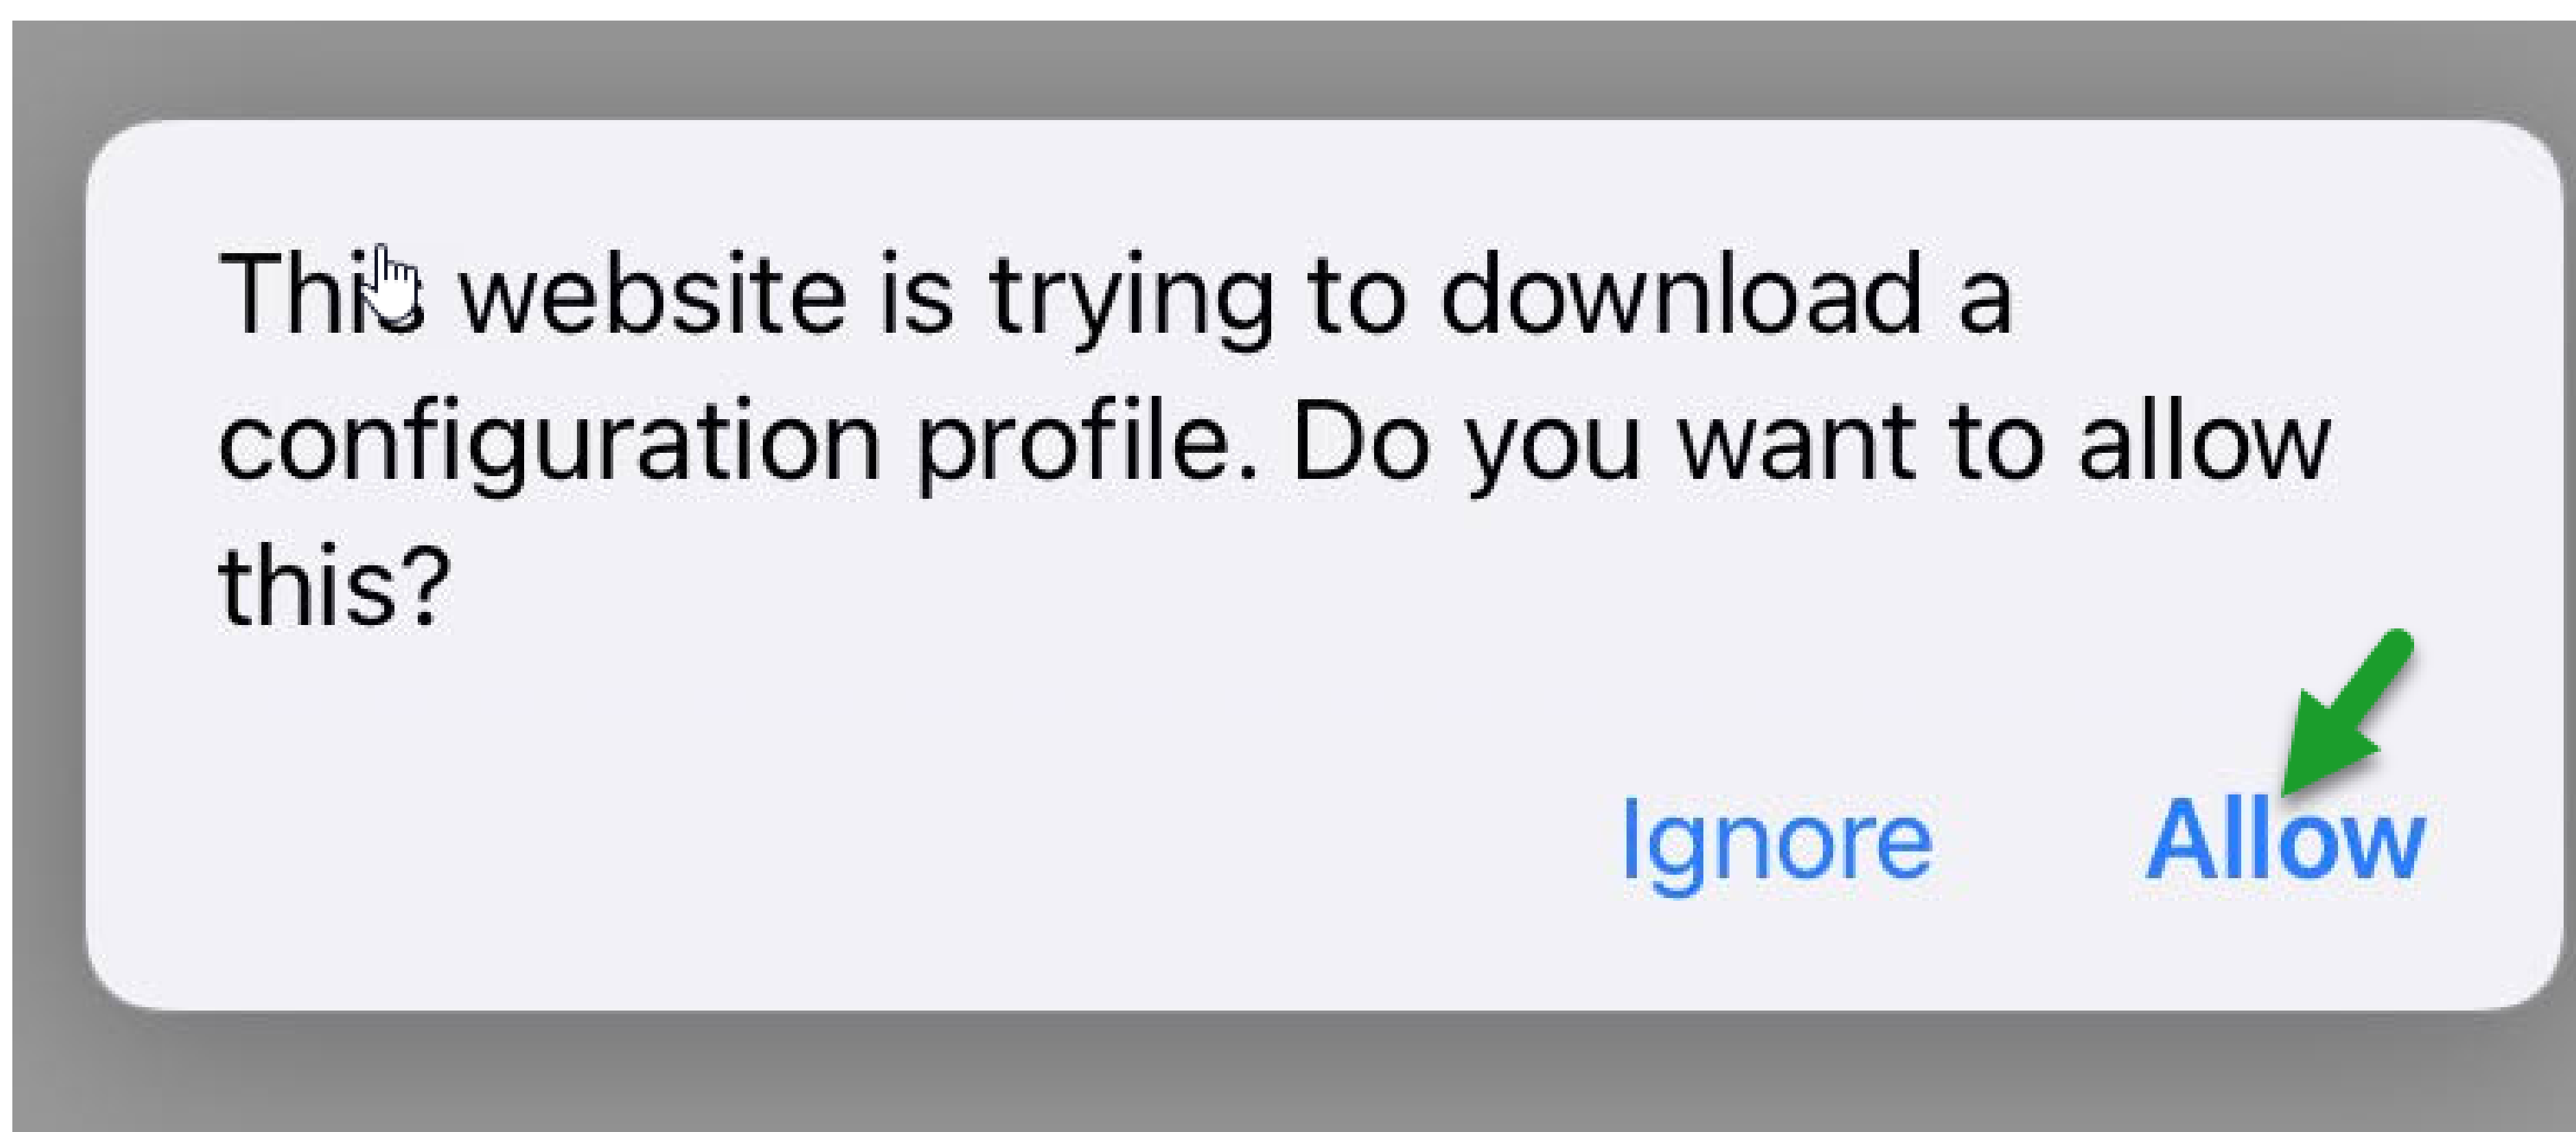 This website is trying to download a
configuration profile. Do you want to allow
this?
Ignore Allow